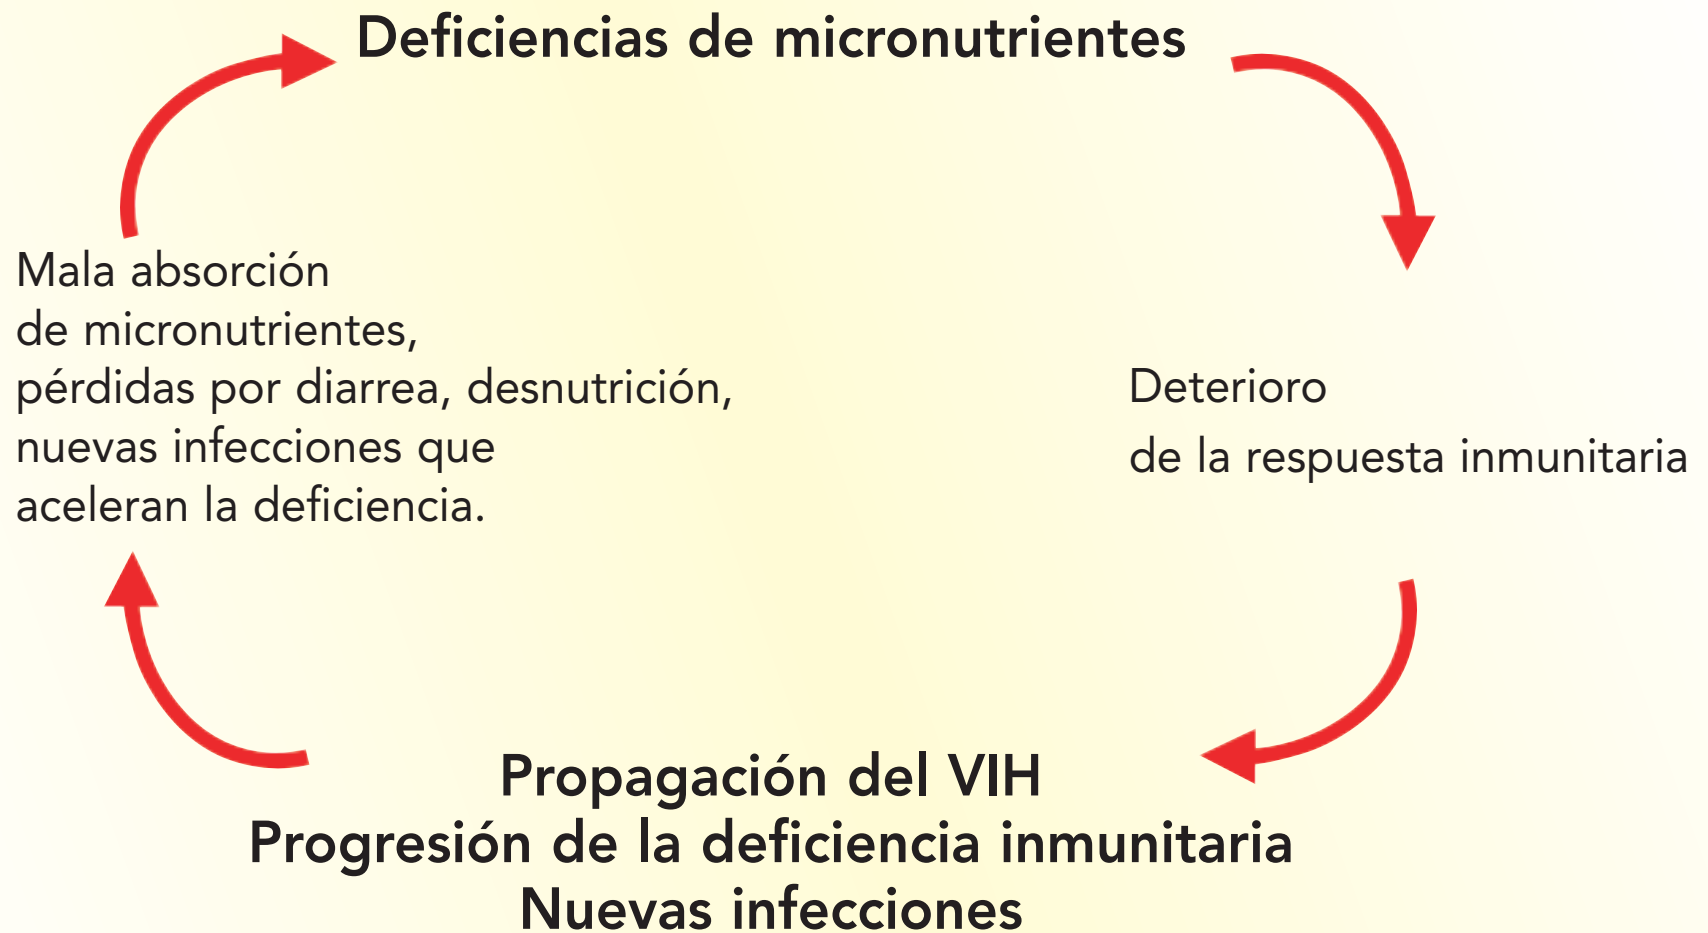 Deficiencias de micronutrientes
Mala absorción
de micronutrientes,
pérdidas por diarrea, desnutrición,
nuevas infecciones que
aceleran la deficiencia.
Deterioro
de la respuesta inmunitaria
Propagación del VIH
Progresión de la deficiencia inmunitaria
Nuevas infecciones